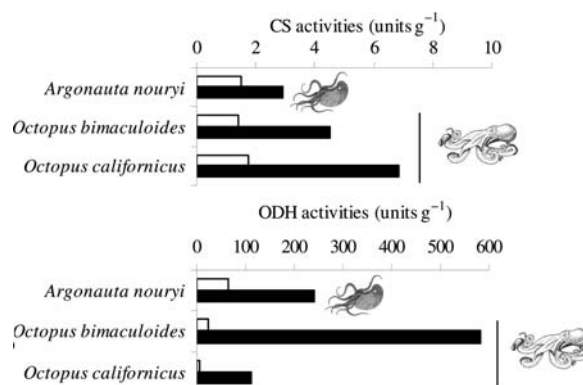 CS activities (units g⁻¹)
0 2 4 6 8 10
Argonauta nouryi
Octopus bimaculoides
Octopus californicus
ODH activities (units g⁻¹)
0 100 200 300 400 500 600
Argonauta nouryi
Octopus bimaculoides
Octopus californicus